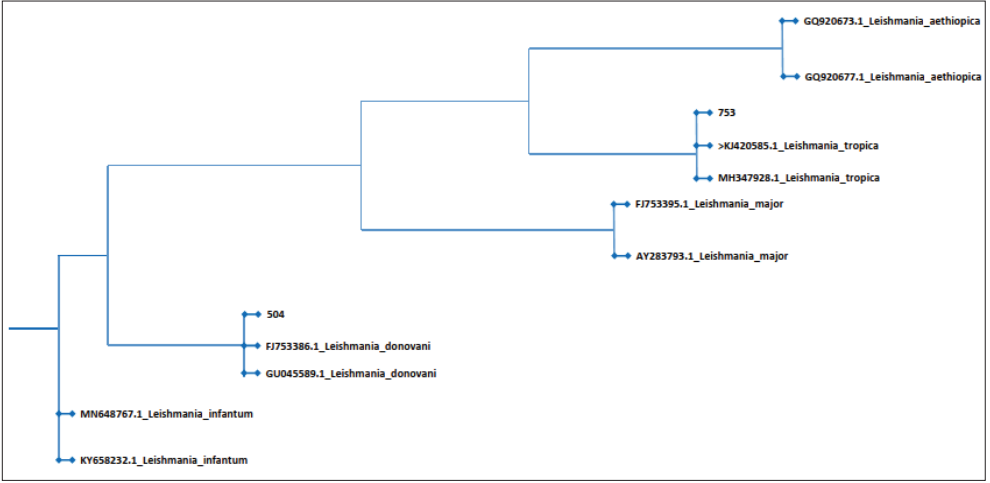 GQ920673.1_Leishmania_aethiopica
GQ920677.1_Leishmania_aethiopica
753
>KJ420585.1_Leishmania_tropica
MH347928.1_Leishmania_tropica
FJ753395.1_Leishmania_major
AY283793.1_Leishmania_major
504
FJ753386.1_Leishmania_donovani
GU045589.1_Leishmania_donovani
MN648767.1_Leishmania_infantum
KY658232.1_Leishmania_infantum